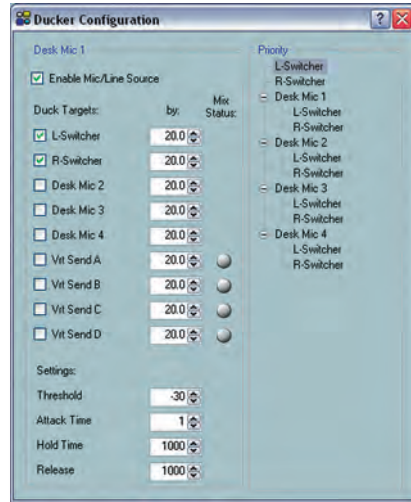 Ducker Configuration
Desk Mic 1
Enable Mic/Line Source
Duck Targets: by: Mix Status:
L-Switcher 20.0
R-Switcher 20.0
Desk Mic 2 20.0
Desk Mic 3 20.0
Desk Mic 4 20.0
Vrt Send A 20.0
Vrt Send B 20.0
Vrt Send C 20.0
Vrt Send D 20.0
Settings:
Threshold -30
Attack Time 1
Hold Time 1000
Release 1000
Priority
L-Switcher
R-Switcher
Desk Mic 1
L-Switcher
R-Switcher
Desk Mic 2
L-Switcher
R-Switcher
Desk Mic 3
L-Switcher
R-Switcher
Desk Mic 4
L-Switcher
R-Switcher